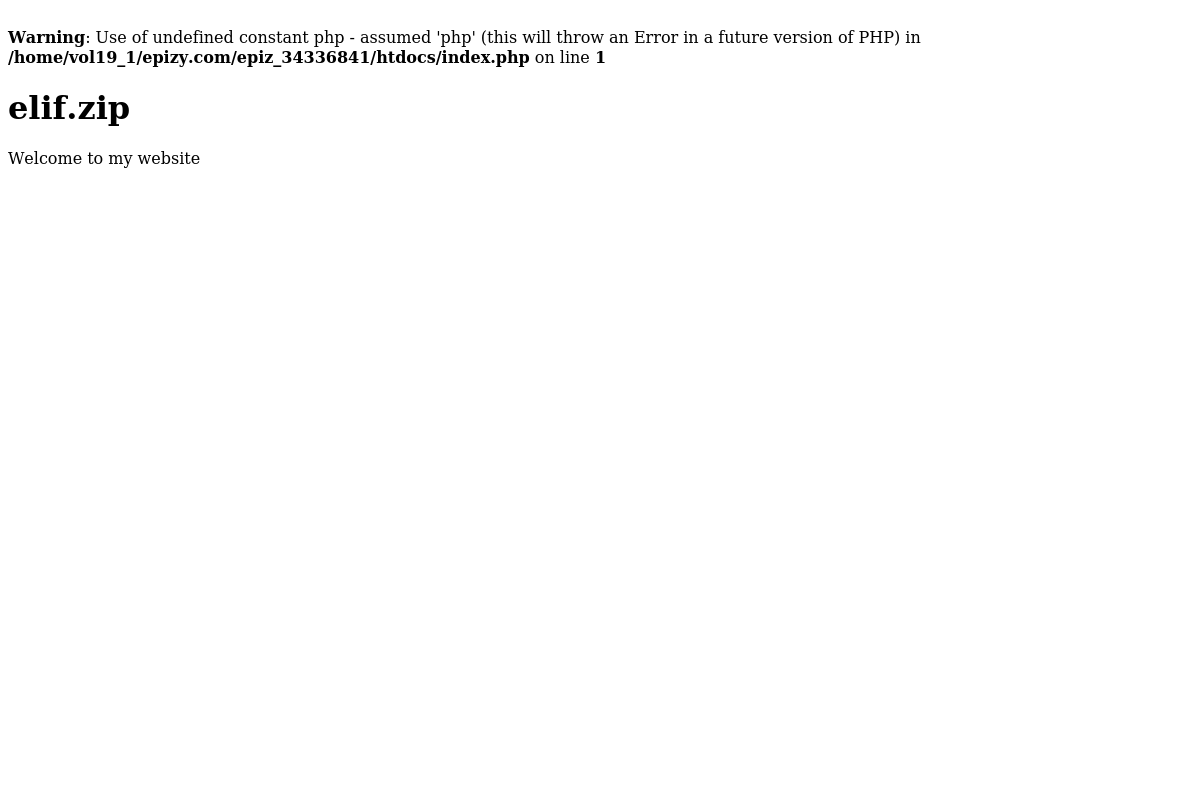 Warning: Use of undefined constant php - assumed 'php' (this will throw an Error in a future version of PHP) in
/home/vol19_1/epizy.com/epiz_34336841/htdocs/index.php on line 1
elif.zip
Welcome to my website